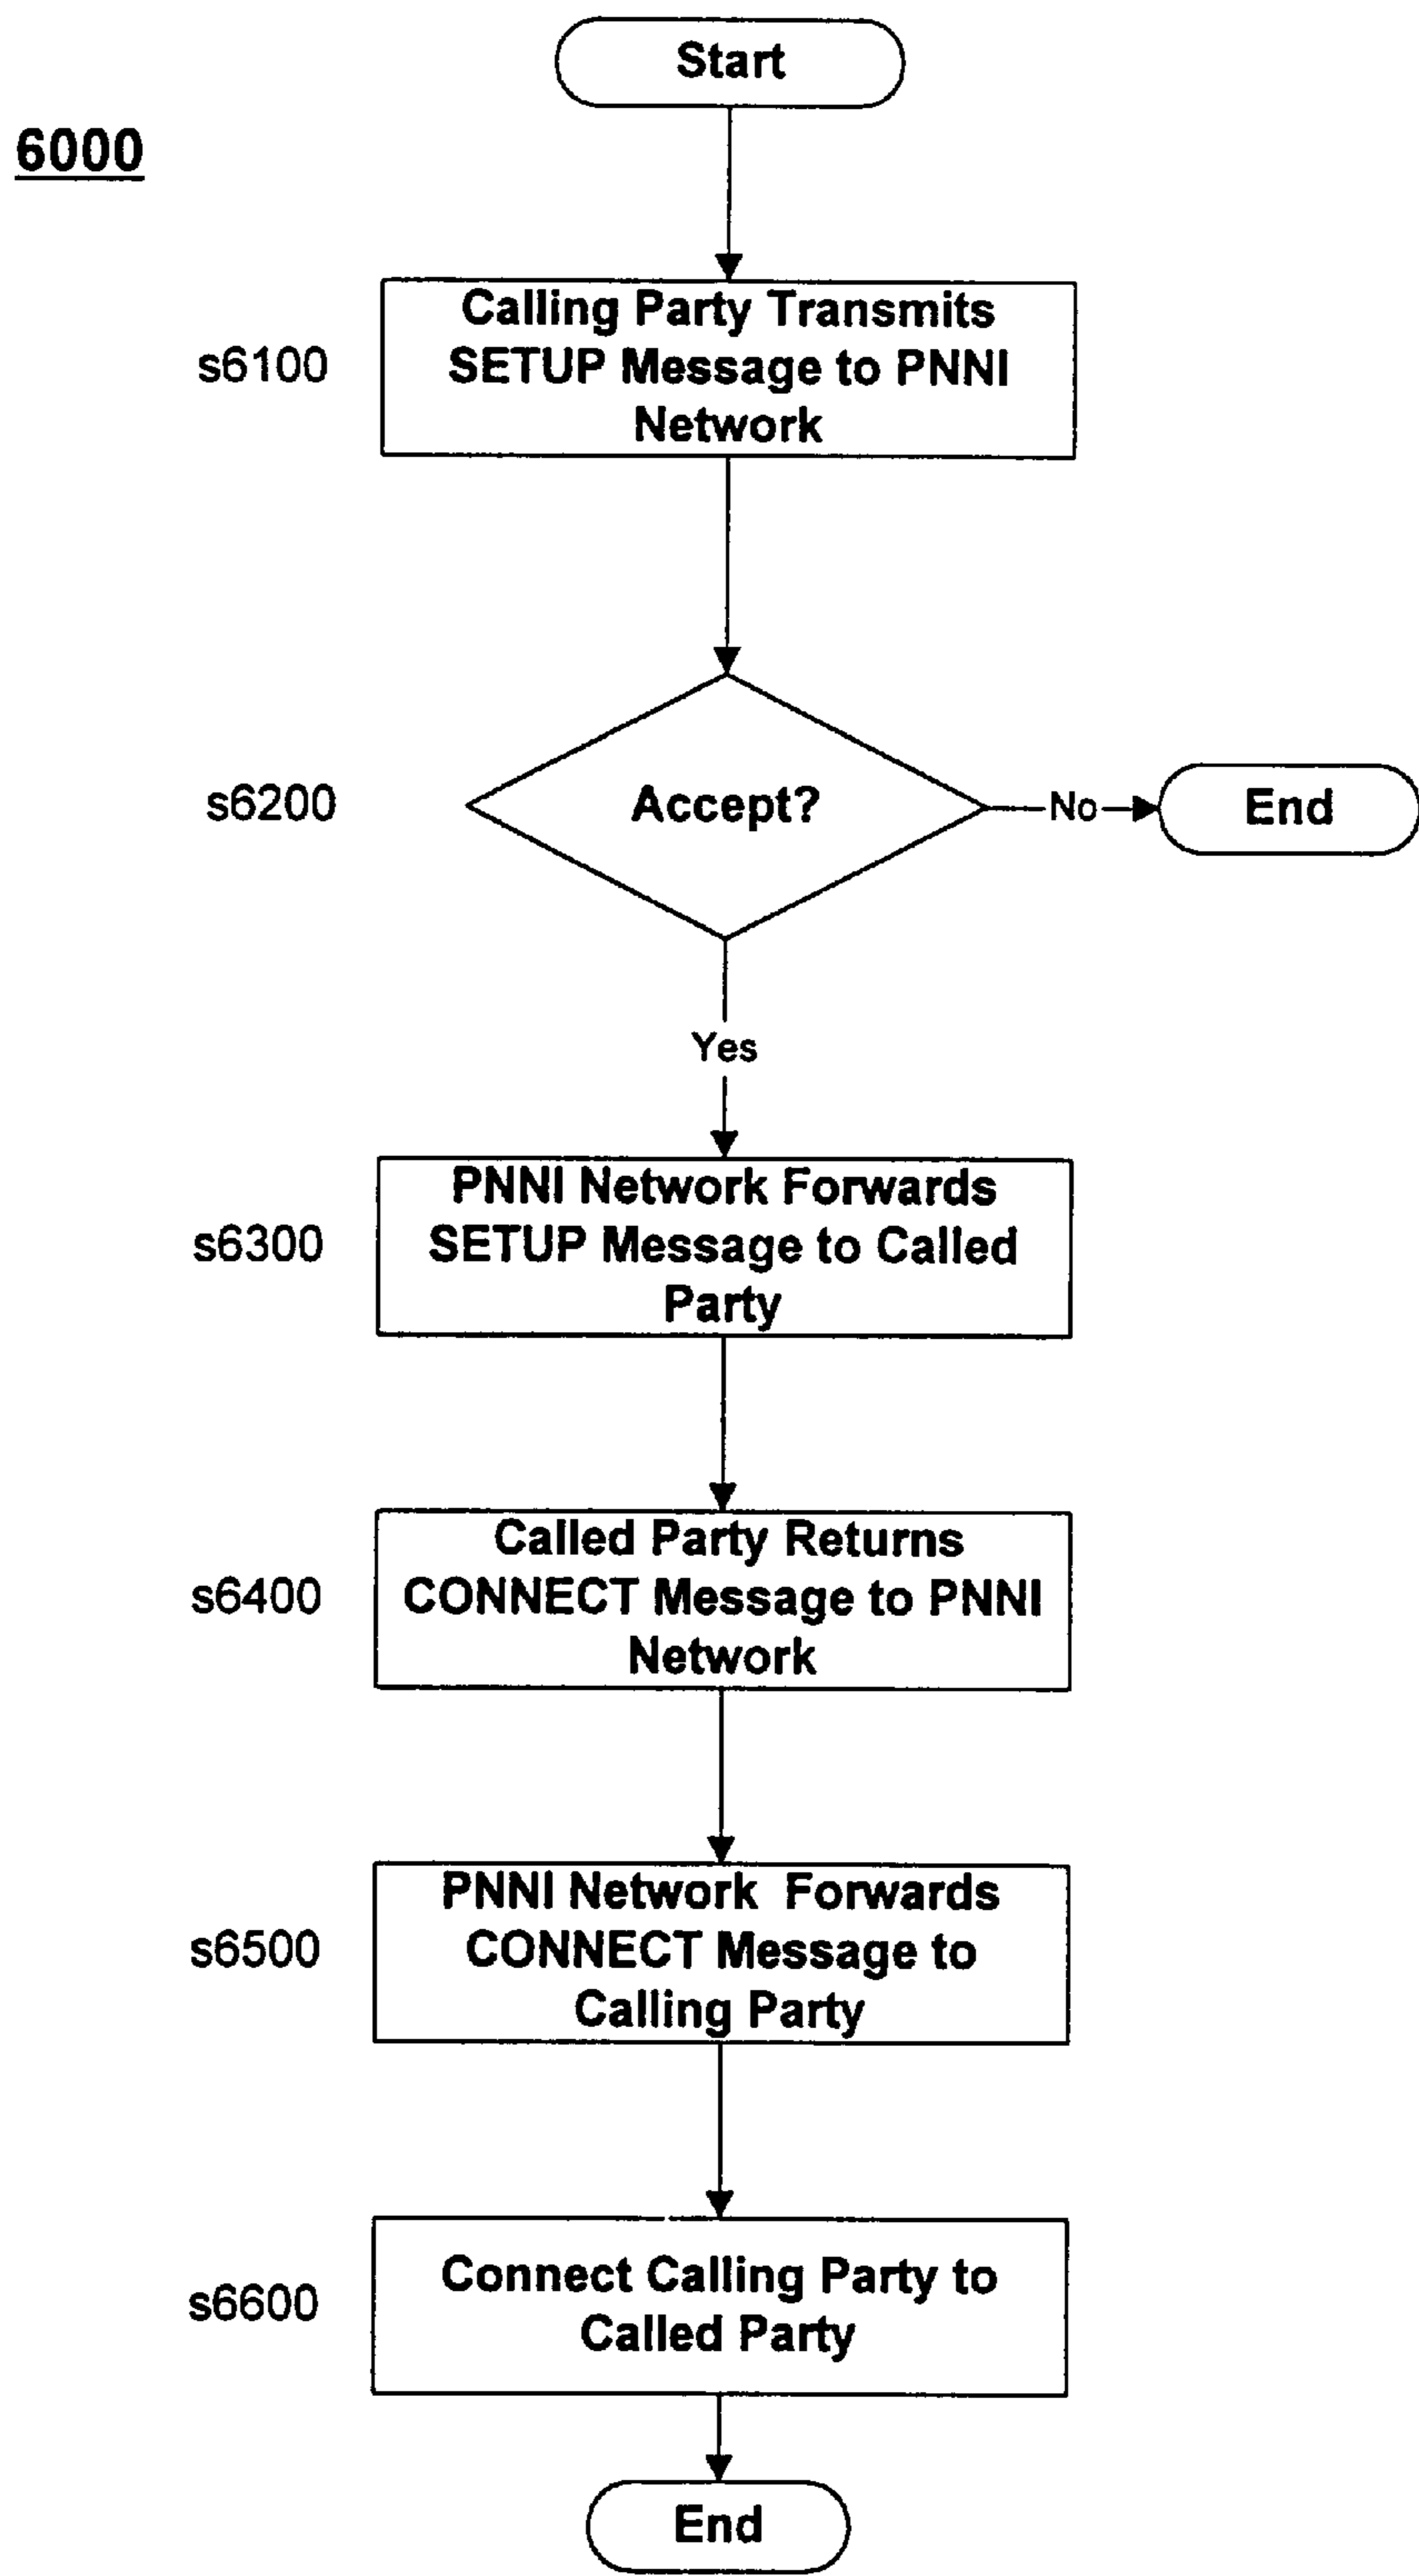 Start
6000
s6100
Calling Party Transmits
SETUP Message to PNNI
Network
s6200
Accept?
No
End
Yes
s6300
PNNI Network Forwards
SETUP Message to Called
Party
s6400
Called Party Returns
CONNECT Message to PNNI
Network
s6500
PNNI Network Forwards
CONNECT Message to
Calling Party
s6600
Connect Calling Party to
Called Party
End